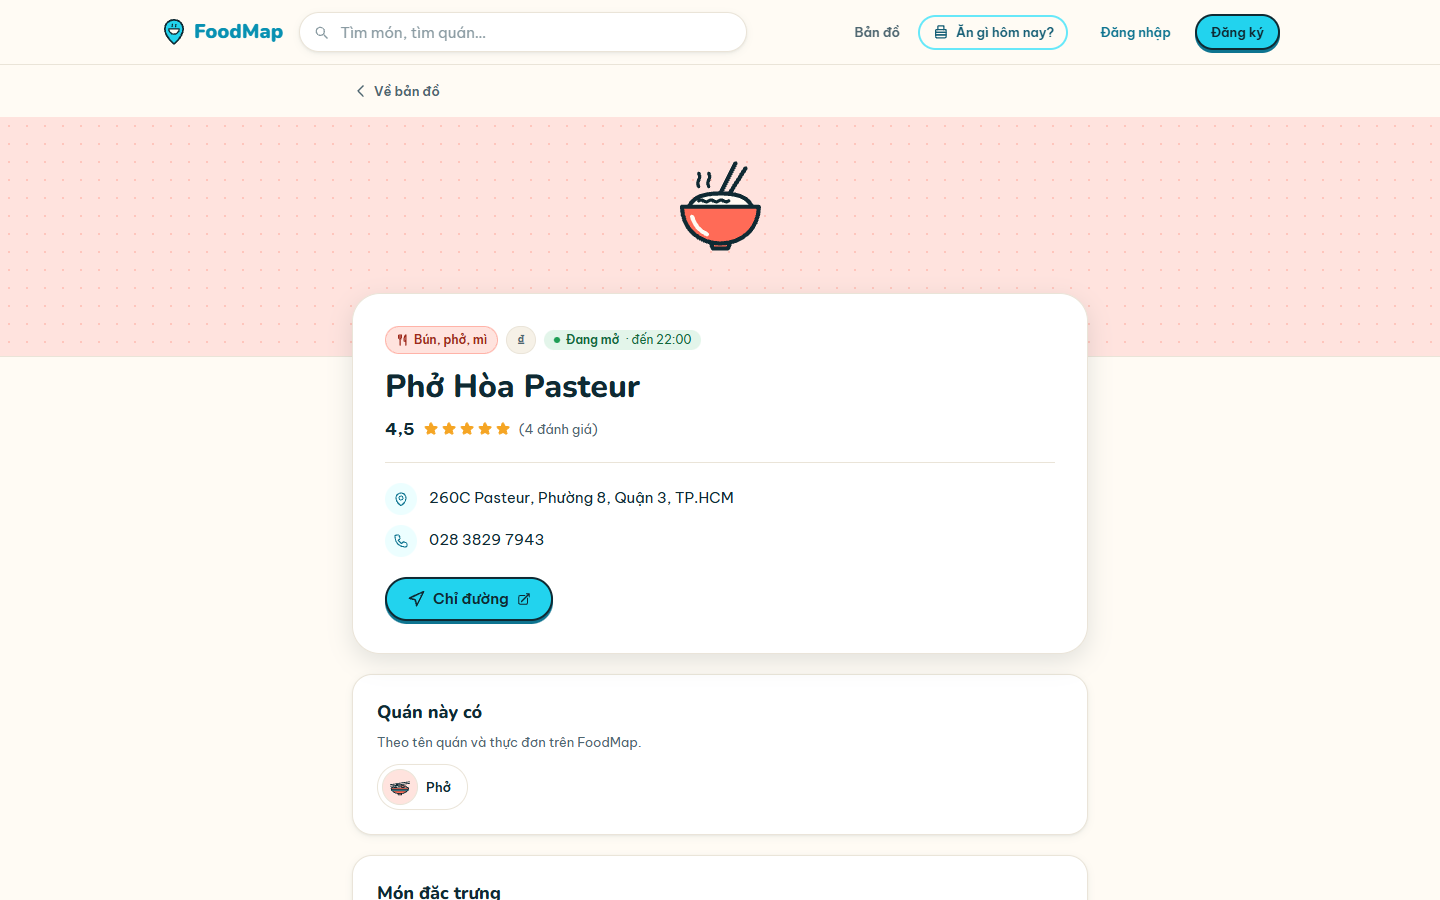 FoodMap
Tìm món, tìm quán...
Bản đồ
Ăn gì hôm nay?
Đăng nhập
Đăng ký
Về bản đồ
Bún, phở, mì
₫
Đang mở · đến 22:00
Phở Hòa Pasteur
4,5 (4 đánh giá)
260C Pasteur, Phường 8, Quận 3, TP.HCM
028 3829 7943
Chỉ đường
Quán này có
Theo tên quán và thực đơn trên FoodMap.
Phở
Món đặc trưng